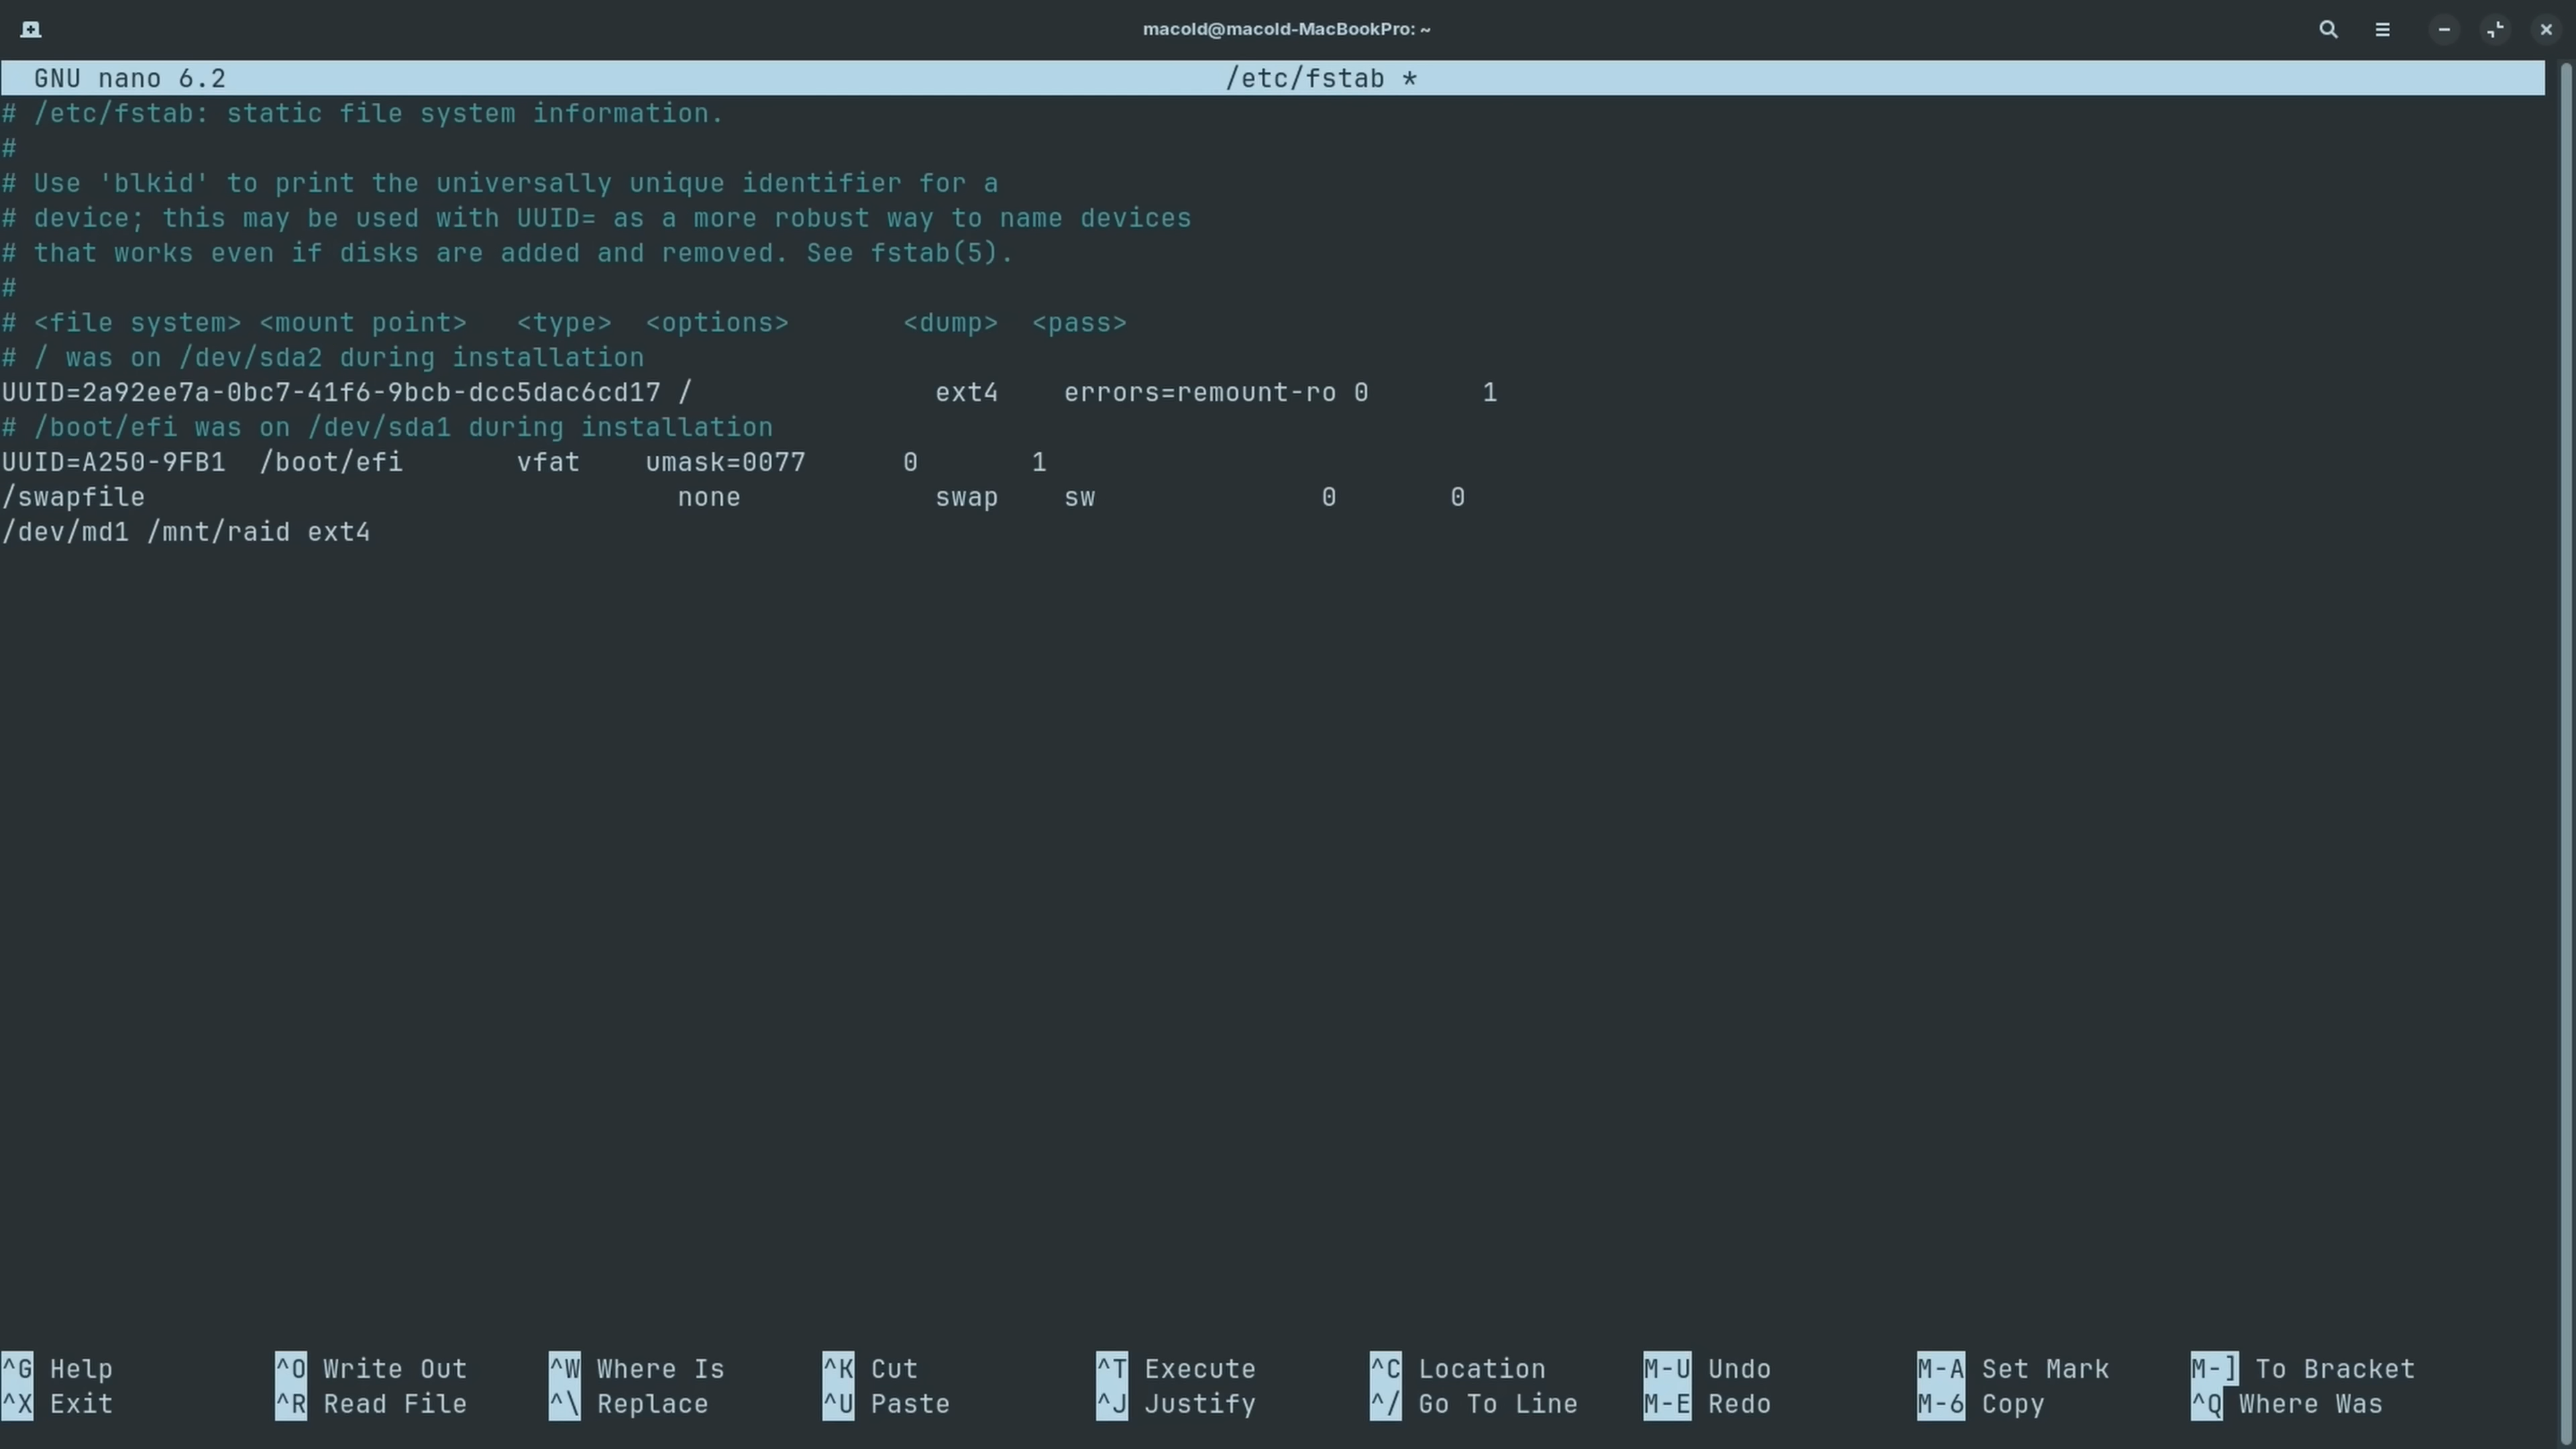 macold@macold-MacBookPro: ~
GNU nano 6.2 /etc/fstab *
# /etc/fstab: static file system information.
#
# Use 'blkid' to print the universally unique identifier for a
# device; this may be used with UUID= as a more robust way to name devices
# that works even if disks are added and removed. See fstab(5).
#
# <file system> <mount point>   <type>  <options>       <dump>  <pass>
# / was on /dev/sda2 during installation
UUID=2a92ee7a-0bc7-41f6-9bcb-dcc5dac6cd17 /               ext4    errors=remount-ro 0       1
# /boot/efi was on /dev/sda1 during installation
UUID=A250-9FB1  /boot/efi       vfat    umask=0077      0       1
/swapfile                                 none            swap    sw              0       0
/dev/md1 /mnt/raid ext4
^G Help ^O Write Out ^W Where Is ^K Cut ^T Execute ^C Location M-U Undo M-A Set Mark M-] To Bracket
^X Exit ^R Read File ^\ Replace ^U Paste ^J Justify ^/ Go To Line M-E Redo M-6 Copy ^Q Where Was